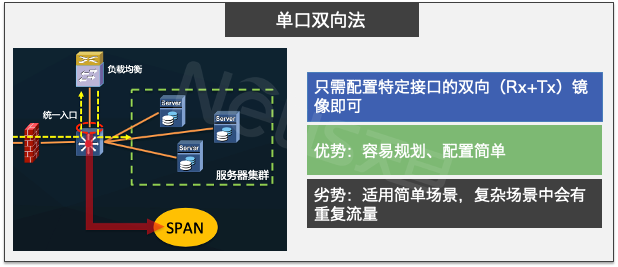 单口双向法
负载均衡
统一入口
Server
Server
Server
服务器集群
SPAN
只需配置特定接口的双向（Rx+Tx）镜
像即可
优势：容易规划、配置简单
劣势：适用简单场景，复杂场景中会有
重复流量